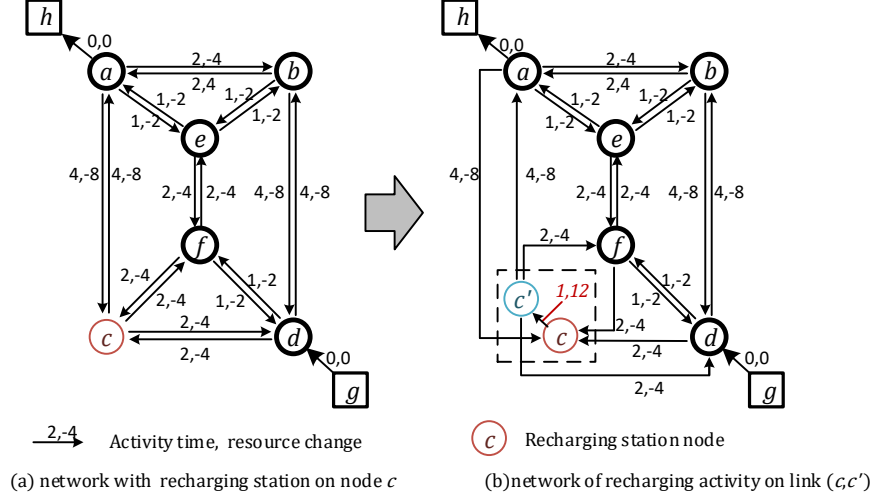 h
h
0,0
0,0
a
2,-4
b
a
2,-4
b
2,4
2,4
1,-2
1,-2
1,-2
1,-2
1,-2
1,-2
1,-2
1,-2
e
e
4,-8
4,-8
2,-4
2,-4
4,-8
4,-8
4,-8
4,-8
2,-4
2,-4
4,-8
4,-8
f
2,-4
f
2,-4
1,-2
1,-2
2,-4
1,-2
c'
1,12
1,-2
c
2,-4
d
c
2,-4
d
2,-4
2,-4
0,0
0,0
2,-4
g
g
2,-4
Activity time, resource change
c
Recharging station node
(a) network with recharging station on node c
(b)network of recharging activity on link (c,c')